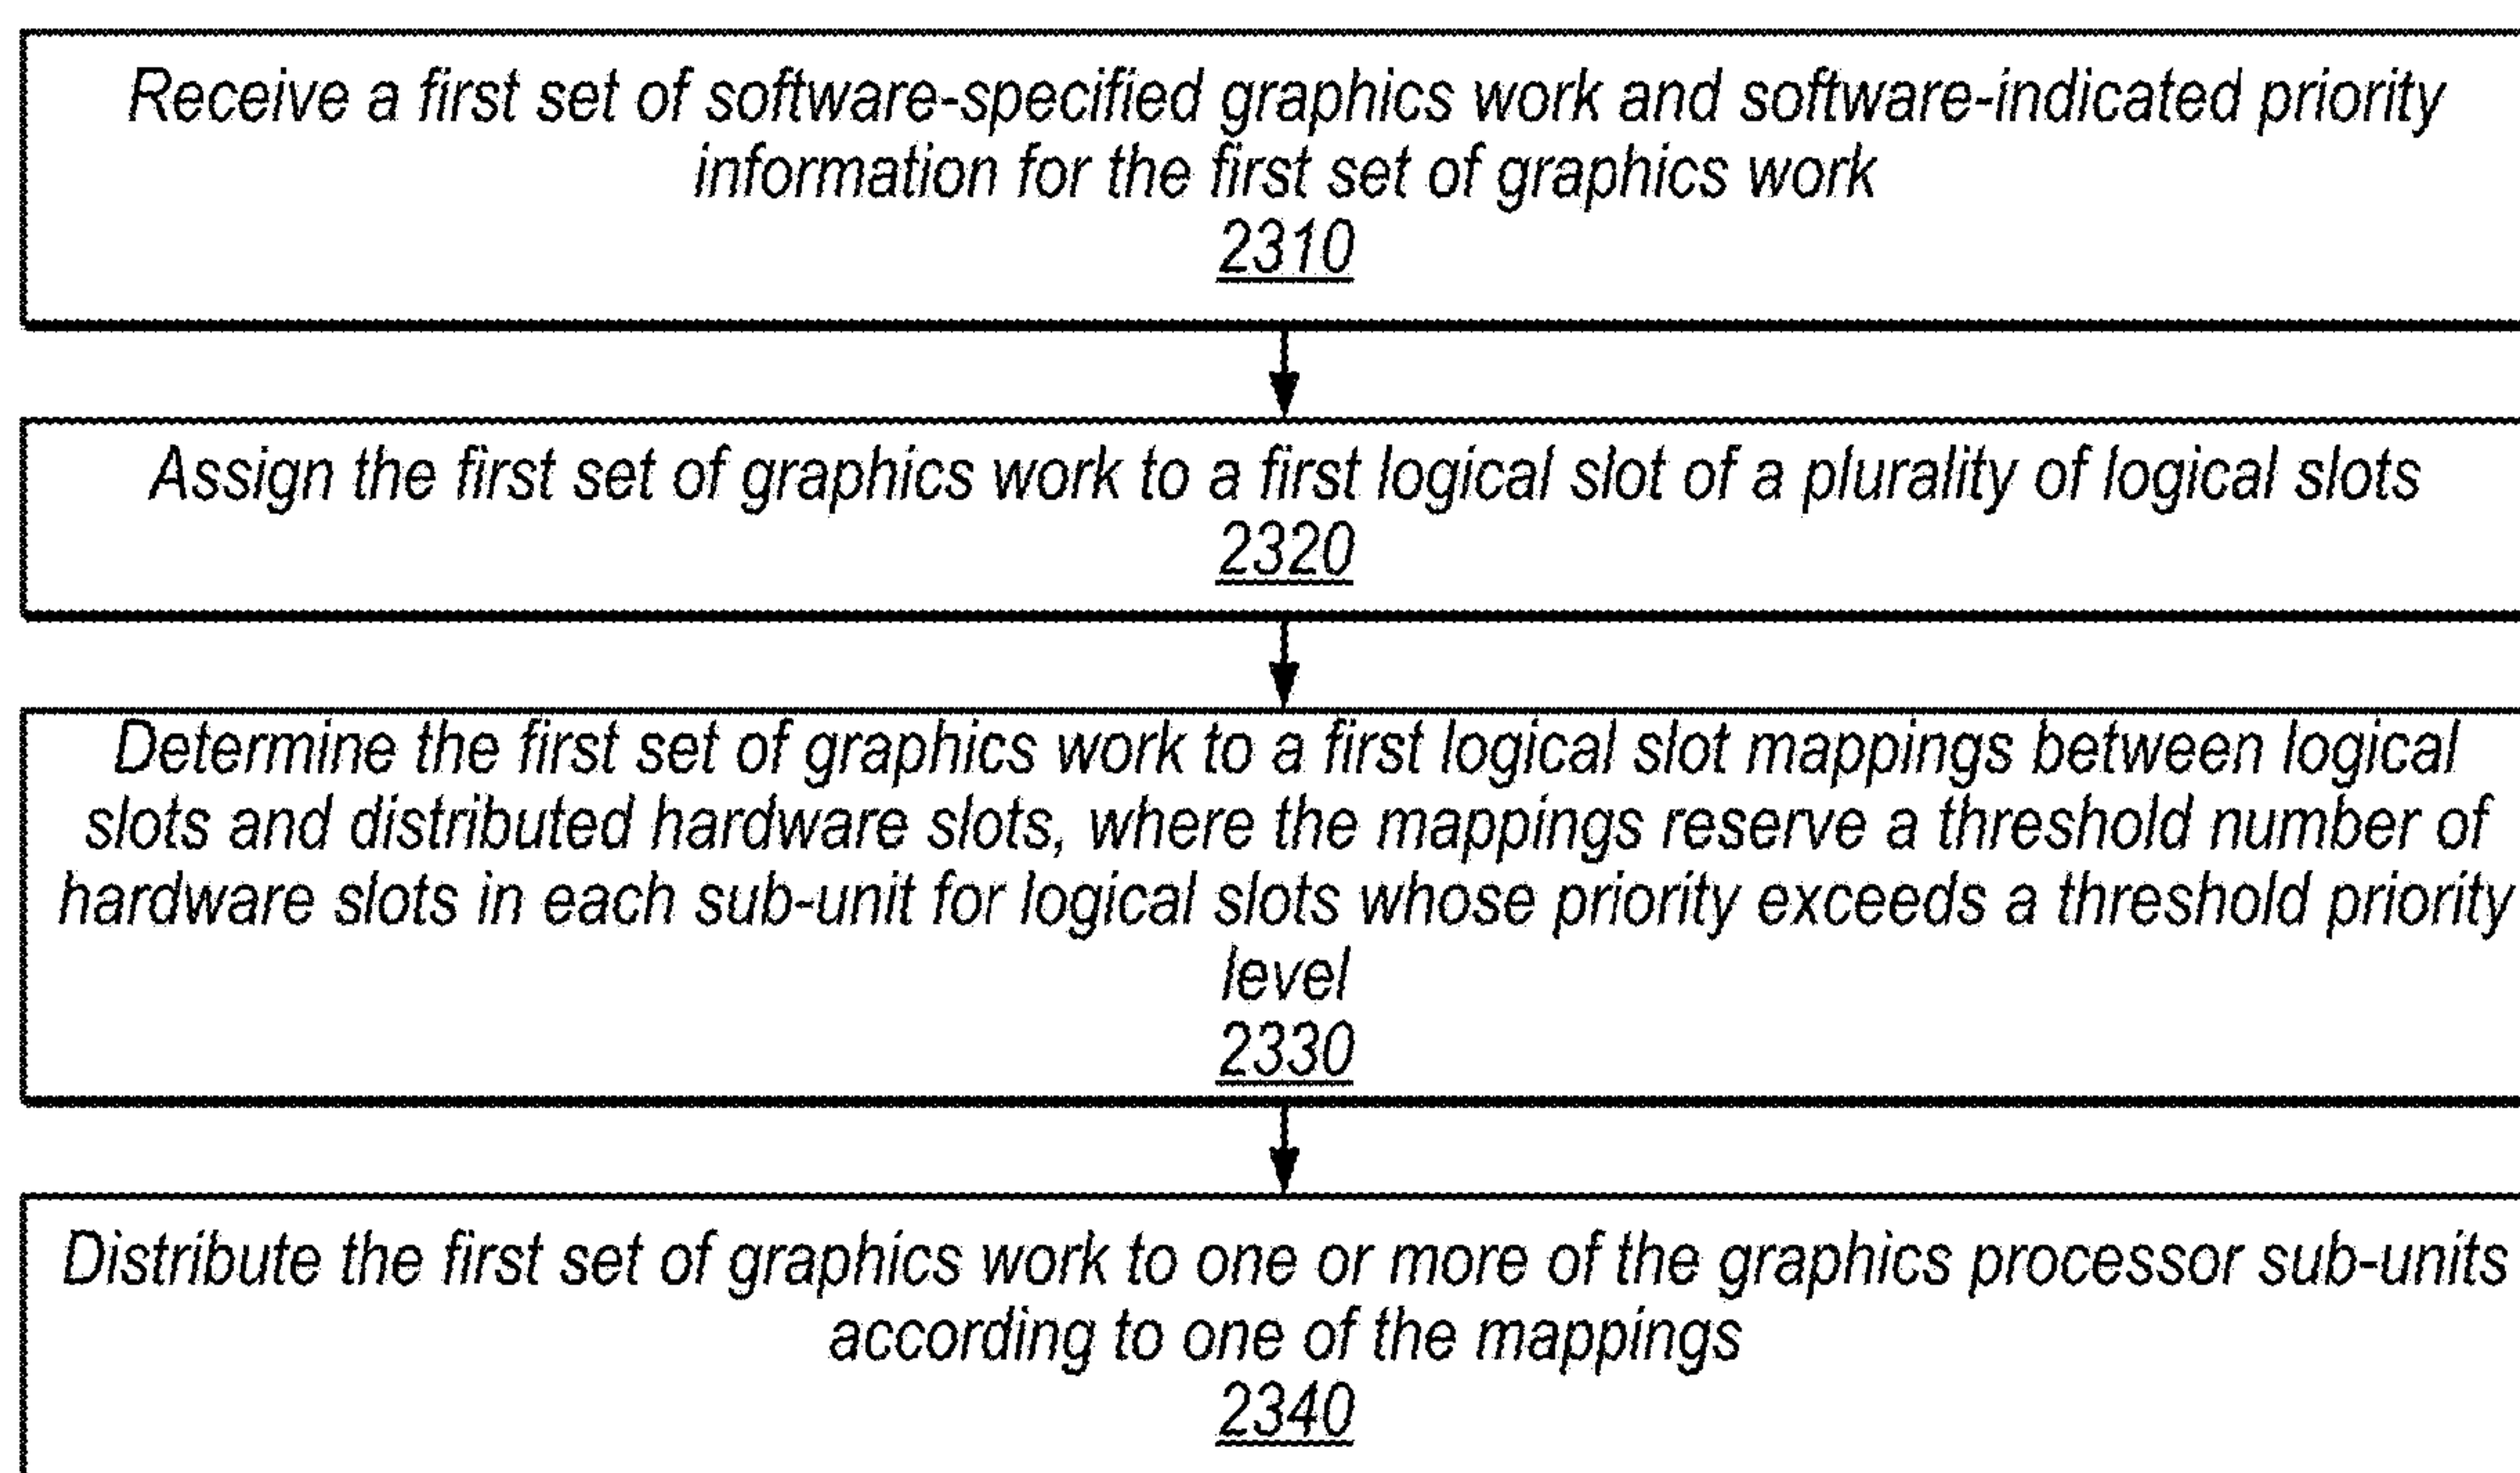 Receive a first set of software-specified graphics work and software-indicated priority
information for the first set of graphics work
2310
Assign the first set of graphics work to a first logical slot of a plurality of logical slots
2320
Determine the first set of graphics work to a first logical slot mappings between logical
slots and distributed hardware slots, where the mappings reserve a threshold number of
hardware slots in each sub-unit for logical slots whose priority exceeds a threshold priority
level
2330
Distribute the first set of graphics work to one or more of the graphics processor sub-units
according to one of the mappings
2340